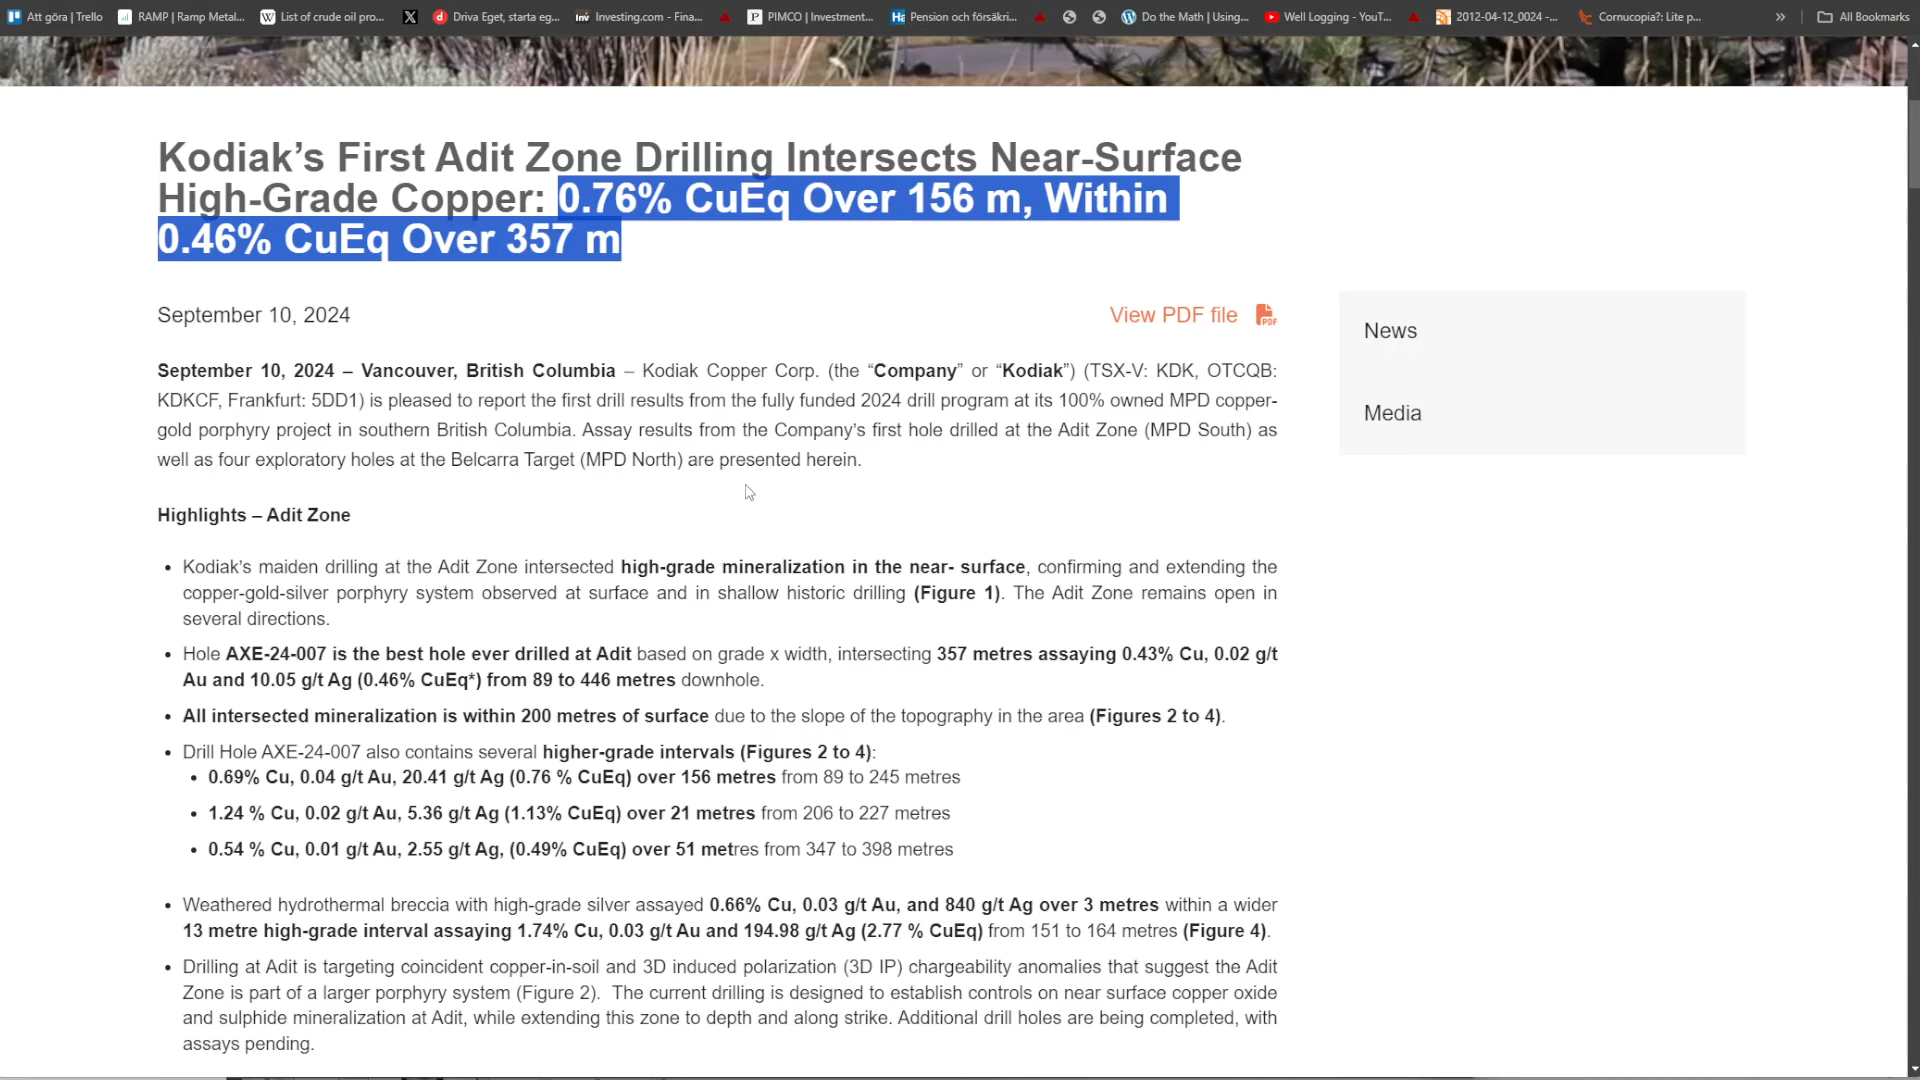 Att göra | Trello
RAMP | Ramp Metal...
List of crude oil pro...
Driva Eget, starta eg...
Investing.com - Fina...
PIMCO | Investment...
Pension och försäkri...
Do the Math | Using...
Well Logging - YouT...
2012-04-12_0024 -...
Cornucopia?: Lite p...
»
All Bookmarks
Kodiak’s First Adit Zone Drilling Intersects Near-Surface
High-Grade Copper: 0.76% CuEq Over 156 m, Within
0.46% CuEq Over 357 m
September 10, 2024
View PDF file
PDF
News
Media
September 10, 2024 – Vancouver, British Columbia – Kodiak Copper Corp. (the “Company” or “Kodiak”) (TSX-V: KDK, OTCQB:
KDKCF, Frankfurt: 5DD1) is pleased to report the first drill results from the fully funded 2024 drill program at its 100% owned MPD copper-
gold porphyry project in southern British Columbia. Assay results from the Company’s first hole drilled at the Adit Zone (MPD South) as
well as four exploratory holes at the Belcarra Target (MPD North) are presented herein.
Highlights – Adit Zone
• Kodiak’s maiden drilling at the Adit Zone intersected high-grade mineralization in the near- surface, confirming and extending the
copper-gold-silver porphyry system observed at surface and in shallow historic drilling (Figure 1). The Adit Zone remains open in
several directions.
• Hole AXE-24-007 is the best hole ever drilled at Adit based on grade x width, intersecting 357 metres assaying 0.43% Cu, 0.02 g/t
Au and 10.05 g/t Ag (0.46% CuEq*) from 89 to 446 metres downhole.
• All intersected mineralization is within 200 metres of surface due to the slope of the topography in the area (Figures 2 to 4).
• Drill Hole AXE-24-007 also contains several higher-grade intervals (Figures 2 to 4):
• 0.69% Cu, 0.04 g/t Au, 20.41 g/t Ag (0.76 % CuEq) over 156 metres from 89 to 245 metres
• 1.24 % Cu, 0.02 g/t Au, 5.36 g/t Ag (1.13% CuEq) over 21 metres from 206 to 227 metres
• 0.54 % Cu, 0.01 g/t Au, 2.55 g/t Ag, (0.49% CuEq) over 51 metres from 347 to 398 metres
• Weathered hydrothermal breccia with high-grade silver assayed 0.66% Cu, 0.03 g/t Au, and 840 g/t Ag over 3 metres within a wider
13 metre high-grade interval assaying 1.74% Cu, 0.03 g/t Au and 194.98 g/t Ag (2.77 % CuEq) from 151 to 164 metres (Figure 4).
• Drilling at Adit is targeting coincident copper-in-soil and 3D induced polarization (3D IP) chargeability anomalies that suggest the Adit
Zone is part of a larger porphyry system (Figure 2). The current drilling is designed to establish controls on near surface copper oxide
and sulphide mineralization at Adit, while extending this zone to depth and along strike. Additional drill holes are being completed, with
assays pending.